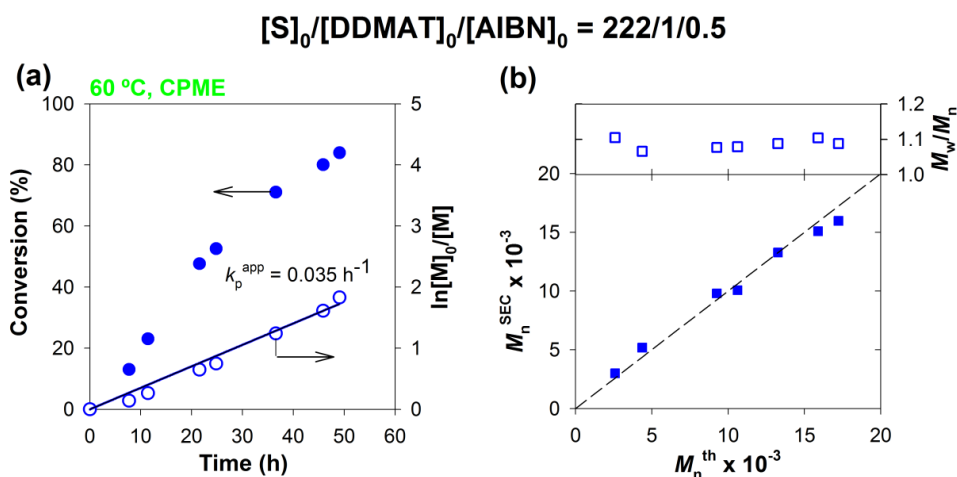 [S]₀/[DDMAT]₀/[AIBN]₀ = 222/1/0.5
(a)
60 ºC, CPME
100
80
60
40
20
0
Conversion (%)
5
4
3
2
1
0
ln[M]₀/[M]
kₚᵃᵖᵖ = 0.035 h⁻¹
0 10 20 30 40 50 60
Time (h)
(b)
1.2
1.1
1.0
Mw/Mn
20
15
10
5
0
MnSEC x 10⁻³
0 5 10 15 20
Mnth x 10⁻³